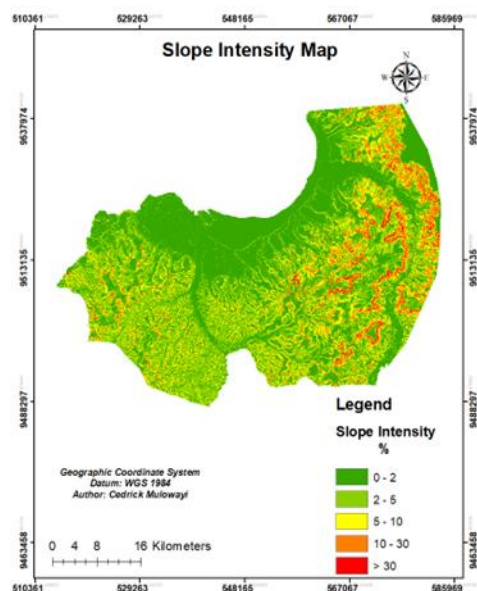 510361 529263 548165 567067 585969
Slope Intensity Map
N
W E
S
9637974 9637974
9513135 9513135
9488297 9488297
9463458 9463458
Legend
Slope Intensity
%
0 - 2
2 - 5
5 - 10
10 - 30
> 30
Geographic Coordinate System
Datum: WGS 1984
Author: Cedrick Mulowayi
0 4 8 16 Kilometers
510361 529263 548165 567067 585969